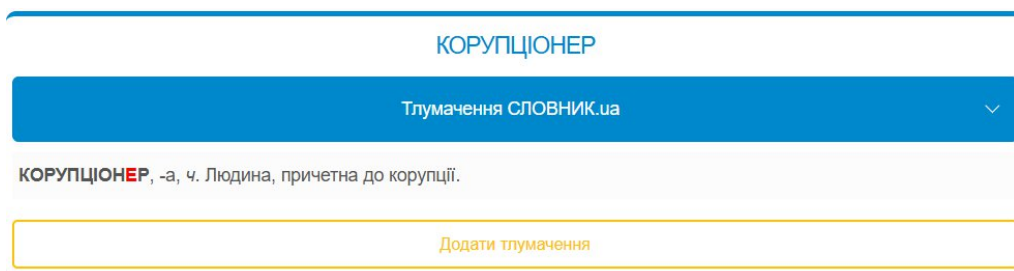 КОРУПЦІОНЕР
Тлумачення СЛОВНИК.ua
КОРУПЦІОНЕР, -а, ч. Людина, причетна до корупції.
Додати тлумачення